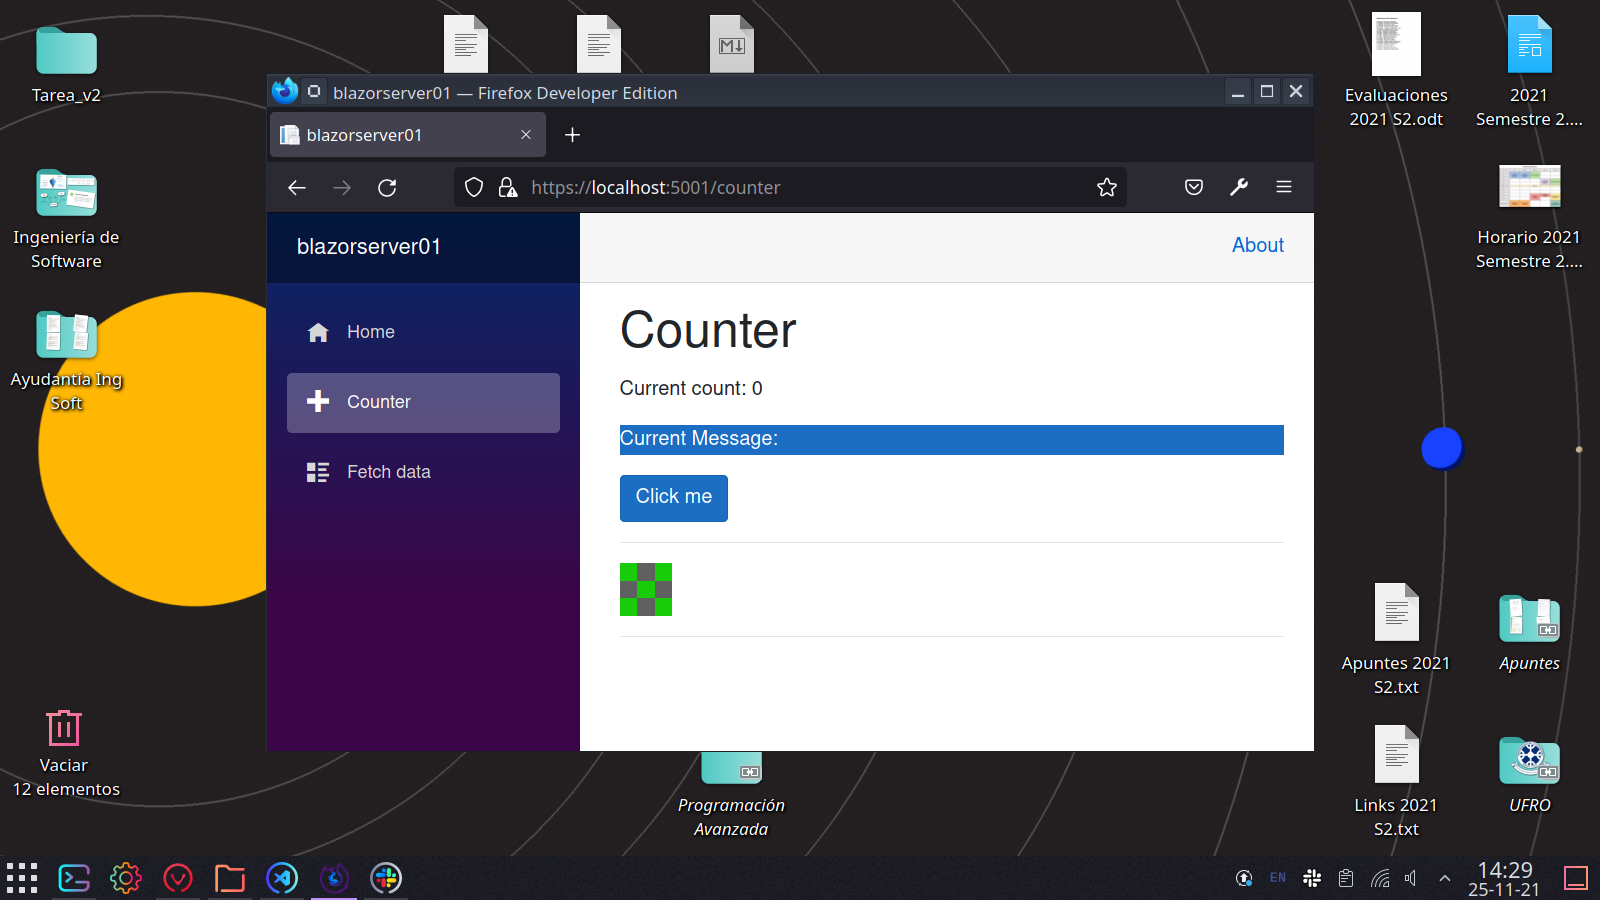 Tarea_v2
Ingeniería de
Software
Ayudantía Ing
Soft
Vaciar
12 elementos
M
blazorserver01 — Firefox Developer Edition
blazorserver01
https://localhost:5001/counter
blazorserver01
About
Home
Counter
Fetch data
Counter
Current count: 0
Current Message:
Click me
Programación
Avanzada
Evaluaciones
2021 S2.odt
2021
Semestre 2....
Horario 2021
Semestre 2....
Apuntes 2021
S2.txt
Apuntes
Links 2021
S2.txt
UFRO
EN
14:29
25-11-21